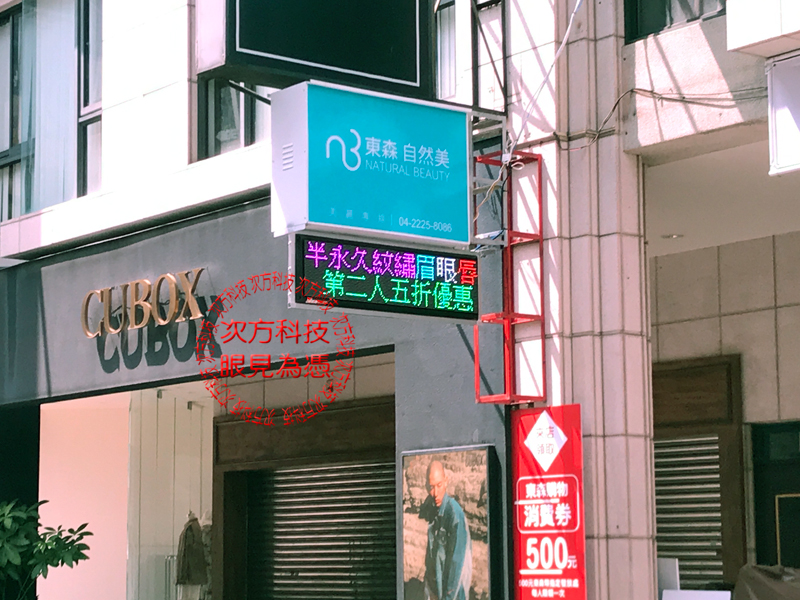 東森 自然美
NATURAL BEAUTY
04-2225-8086
半永久紋繡眉眼唇
第二人五折優惠
CUBOX
次方科技
眼見為憑
東森購物
消費券
500元